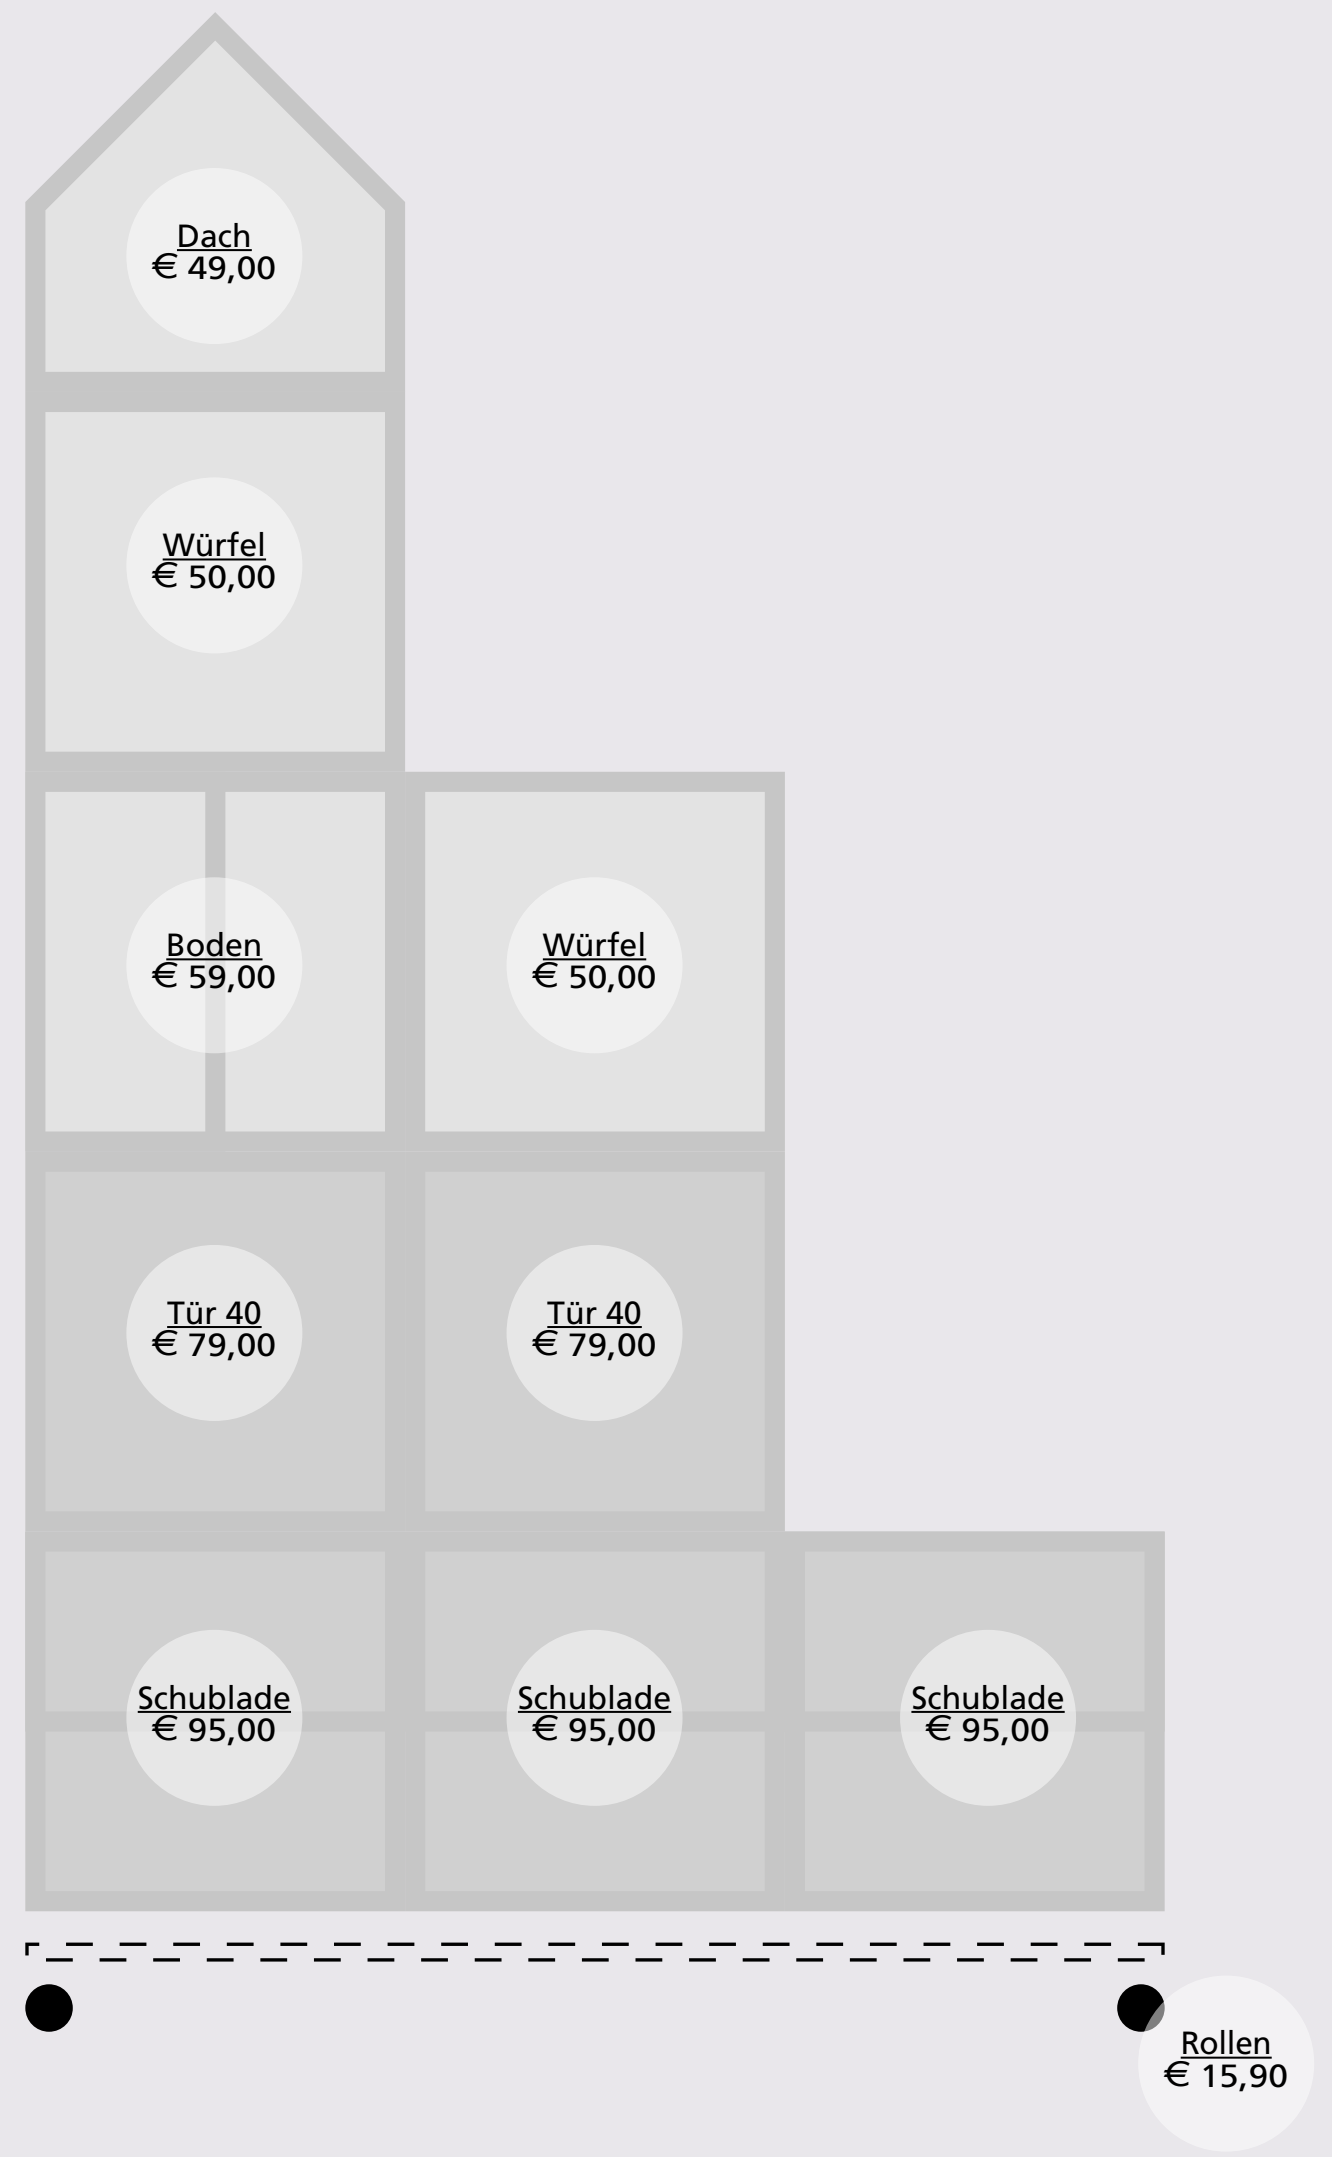 Dach
€ 49,00
Würfel
€ 50,00
Boden
€ 59,00
Würfel
€ 50,00
Tür 40
€ 79,00
Tür 40
€ 79,00
Schublade
€ 95,00
Schublade
€ 95,00
Schublade
€ 95,00
Rollen
€ 15,90